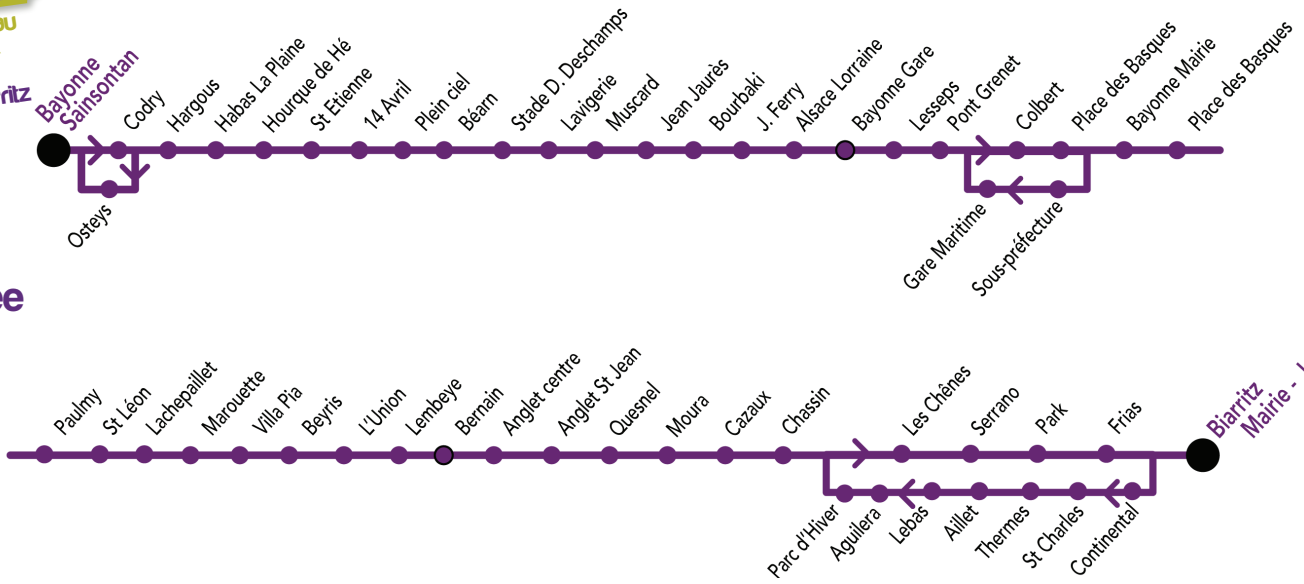 Bayonne
Sainsontan
Codry
Hargous
Habas La Plaine
Hourque de Hé
St Etienne
14 Avril
Plein ciel
Béarn
Stade D. Deschamps
Lavigerie
Muscard
Jean Jaurès
Bourbaki
J. Ferry
Alsace Lorraine
Bayonne Gare
Lesseps
Pont Grenet
Colbert
Place des Basques
Bayonne Mairie
Place des Basques
Osteys
Gare Maritime
Sous-préfecture
Paulmy
St Léon
Lachepaillet
Marouette
Villa Pia
Beyris
L'Union
Lembeye
Bernain
Anglet centre
Anglet St Jean
Quesnel
Moura
Cazaux
Chassin
Les Chênes
Serrano
Park
Frias
Biarritz
Mairie -
Parc d'Hiver
Aguilera
Lebas
Aillet
Thermes
St Charles
Continental